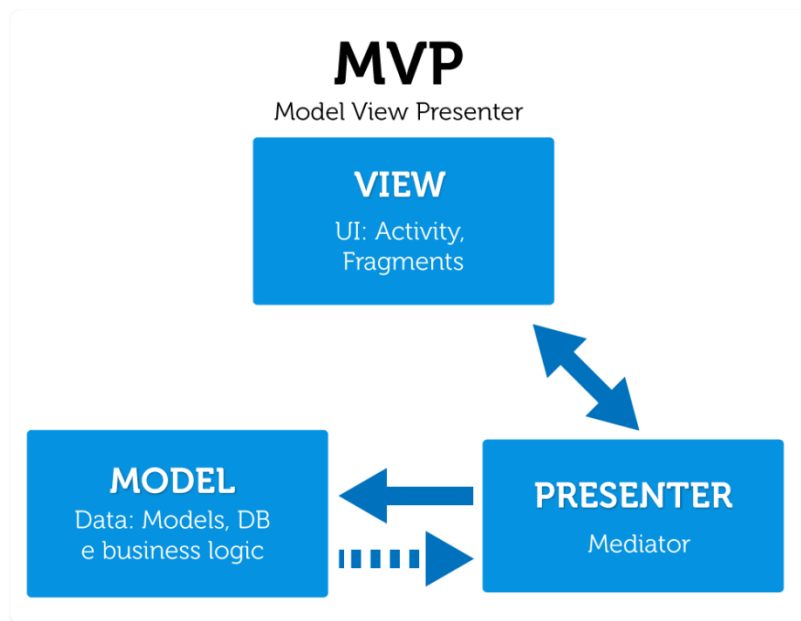 MVP
Model View Presenter
VIEW
UI: Activity,
Fragments
MODEL
Data: Models, DB
e business logic
PRESENTER
Mediator